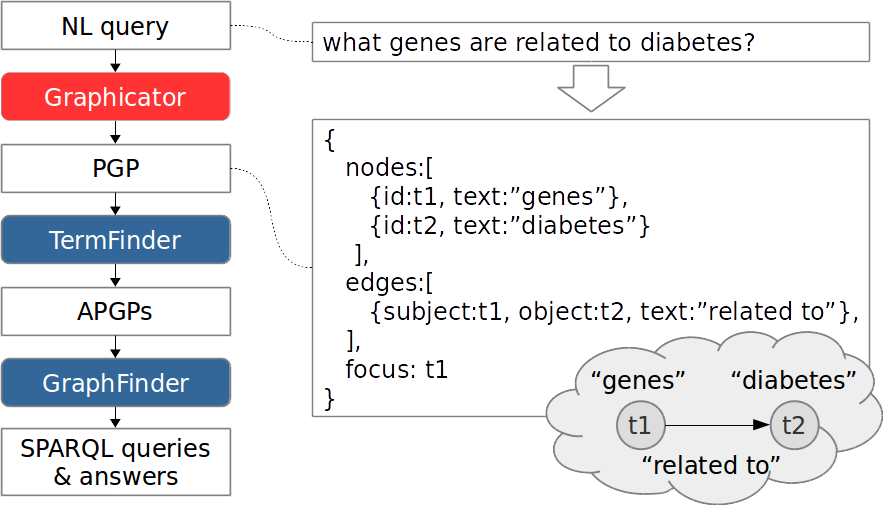 NL query
Graphicator
PGP
TermFinder
APGPs
GraphFinder
SPARQL queries
& answers
what genes are related to diabetes?
{
nodes:[
{id:t1, text:”genes”},
{id:t2, text:”diabetes”}
],
edges:[
{subject:t1, object:t2, text:”related to”},
],
focus: t1
}
“genes” “diabetes”
t1 t2
“related to”